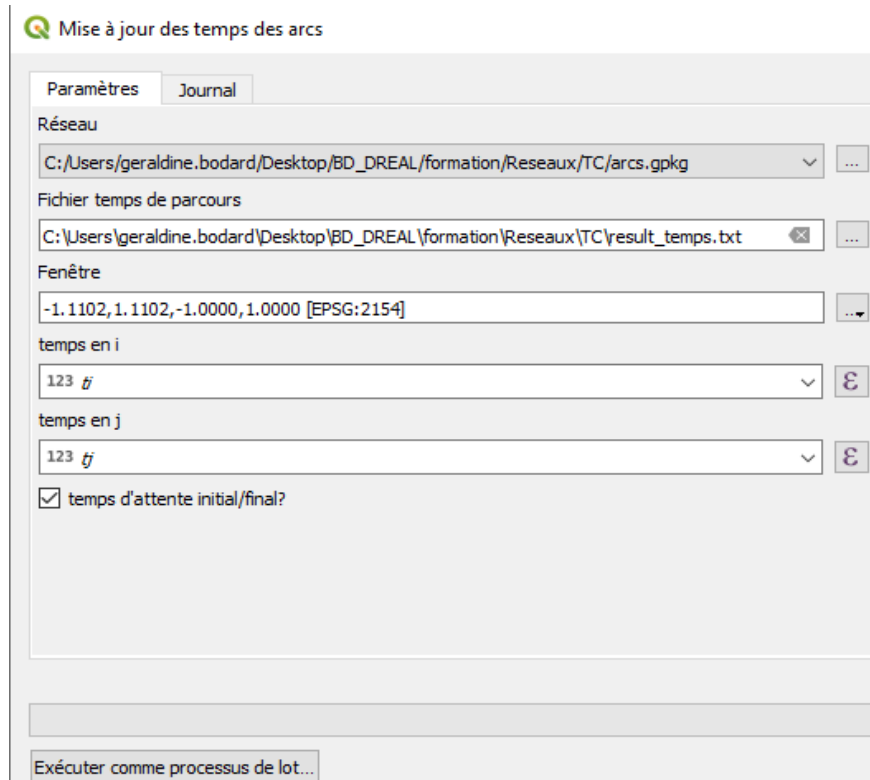 Mise à jour des temps des arcs
Paramètres Journal
Réseau
C:/Users/geraldine.bodard/Desktop/BD_DREAL/formation/Reseaux/TC/arcs.gpkg ...
Fichier temps de parcours
C:\Users\geraldine.bodard\Desktop\BD_DREAL\formation\Reseaux\TC\result_temps.txt ...
Fenêtre
-1.1102,1.1102,-1.0000,1.0000 [EPSG:2154] ...
temps en i
123 ti ε
temps en j
123 tj ε
temps d'attente initial/final?
Exécuter comme processus de lot...